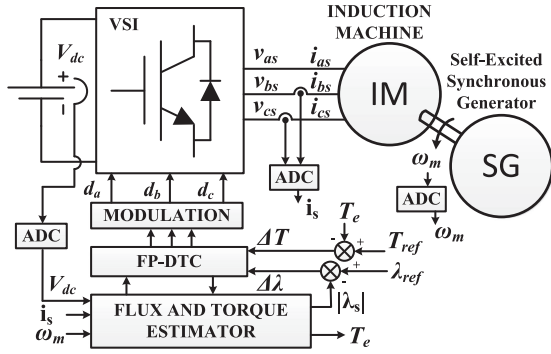 VSI
INDUCTION
MACHINE
V_dc
+
-
v_as i_as
v_bs i_bs
v_cs i_cs
IM
Self-Excited
Synchronous
Generator
SG
ω_m
ADC
ω_m
ADC
i_s
d_a d_b d_c
MODULATION
ADC
FP-DTC
ΔT
T_e
-
+
T_ref
Δλ
+
λ_ref
-
|λ_s|
V_dc
i_s
ω_m
FLUX AND TORQUE
ESTIMATOR
T_e